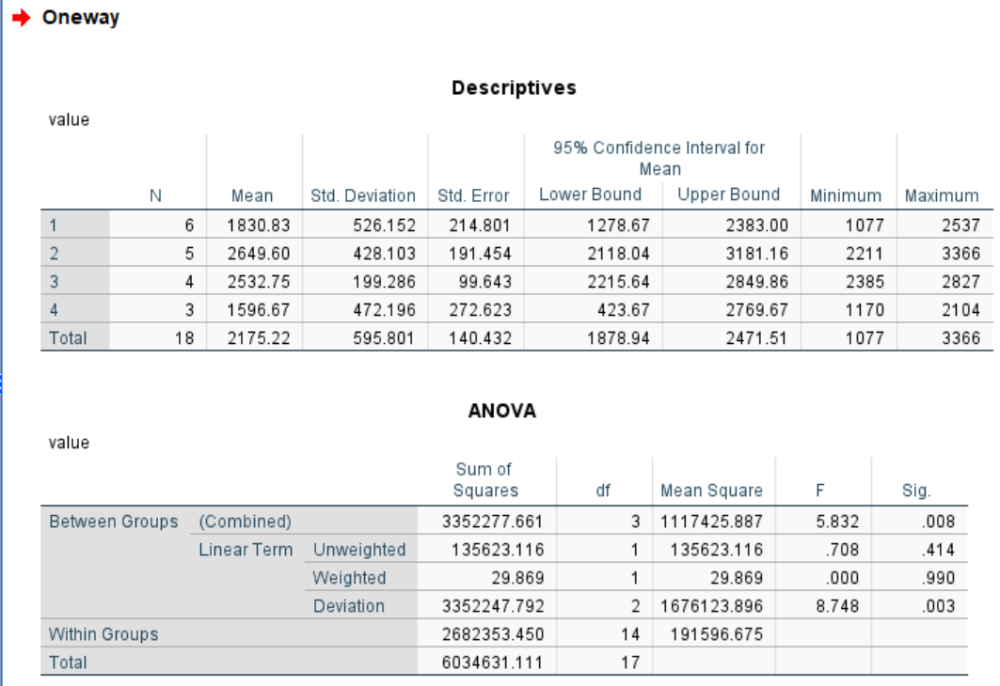 Oneway
Descriptives
value
95% Confidence Interval for
Mean
N Mean Std. Deviation Std. Error Lower Bound Upper Bound Minimum Maximum
1 6 1830.83 526.152 214.801 1278.67 2383.00 1077 2537
2 5 2649.60 428.103 191.454 2118.04 3181.16 2211 3366
3 4 2532.75 199.286 99.643 2215.64 2849.86 2385 2827
4 3 1596.67 472.196 272.623 423.67 2769.67 1170 2104
Total 18 2175.22 595.801 140.432 1878.94 2471.51 1077 3366
ANOVA
value
Sum of
Squares df Mean Square F Sig.
Between Groups (Combined) 3352277.661 3 1117425.887 5.832 .008
Linear Term Unweighted 135623.116 1 135623.116 .708 .414
Weighted 29.869 1 29.869 .000 .990
Deviation 3352247.792 2 1676123.896 8.748 .003
Within Groups 2682353.450 14 191596.675
Total 6034631.111 17